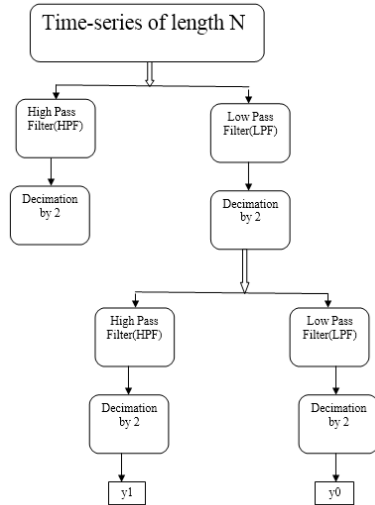 Time-series of length N
High Pass
Filter(HPF)
Low Pass
Filter(LPF)
Decimation
by 2
Decimation
by 2
High Pass
Filter(HPF)
Low Pass
Filter(LPF)
Decimation
by 2
Decimation
by 2
y1
y0